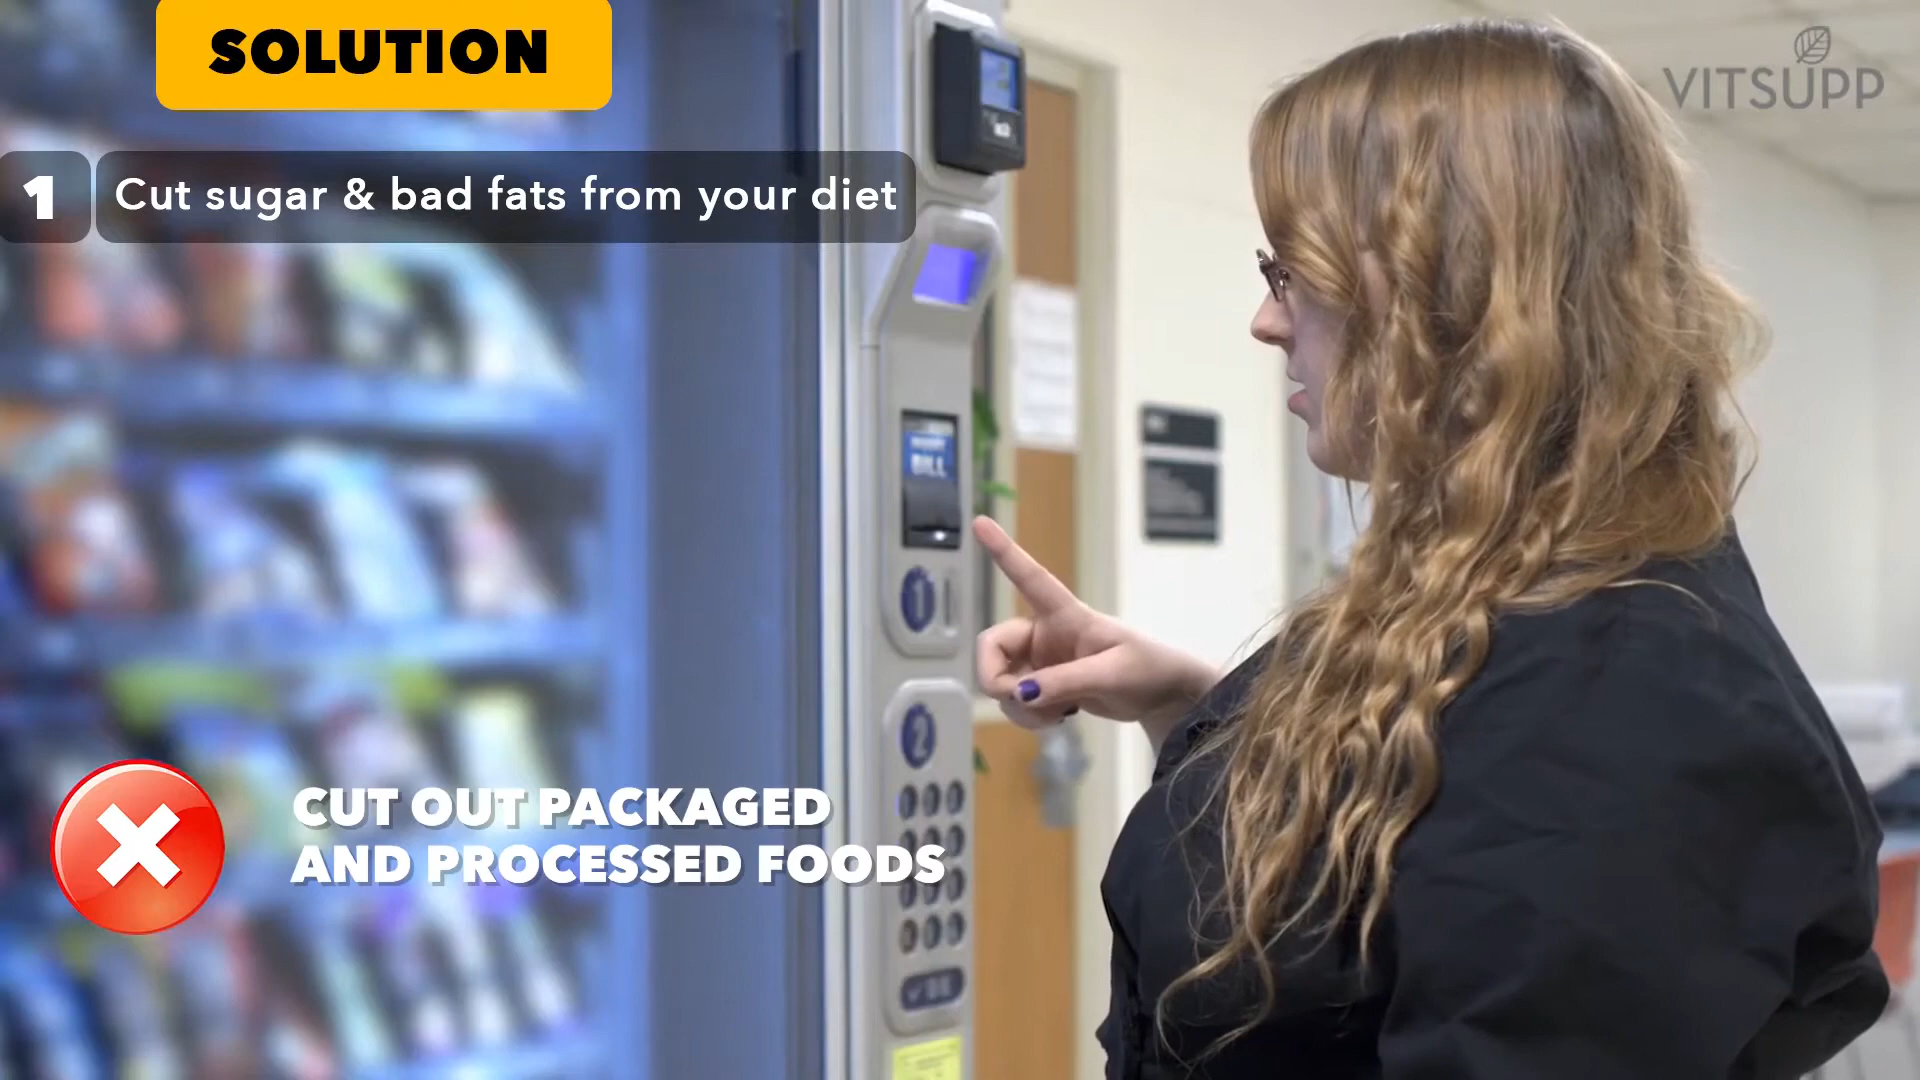 SOLUTION
VITSUPP
1 Cut sugar & bad fats from your diet
BILL
1
2
CUT OUT PACKAGED
AND PROCESSED FOODS